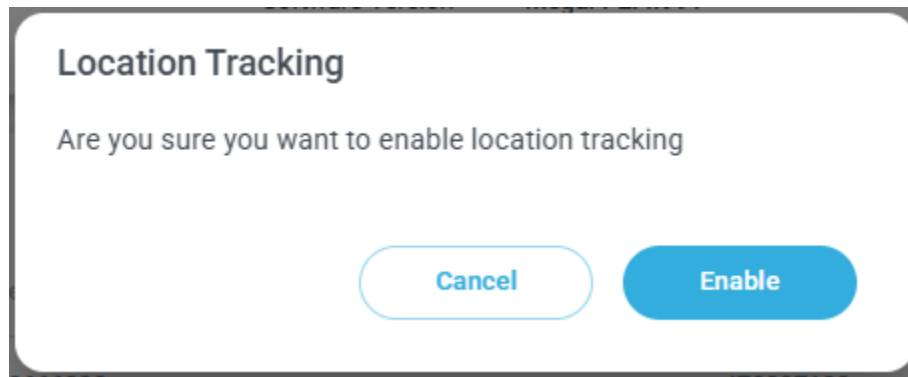 Location Tracking
Are you sure you want to enable location tracking
Cancel
Enable